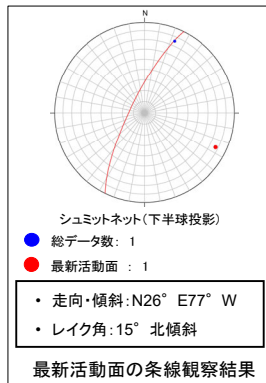 N
シュミットネット(下半球投影)
総データ数: 1
最新活動面 : 1
• 走向・傾斜:N26° E77° W
• レイク角:15° 北傾斜
最新活動面の条線観察結果